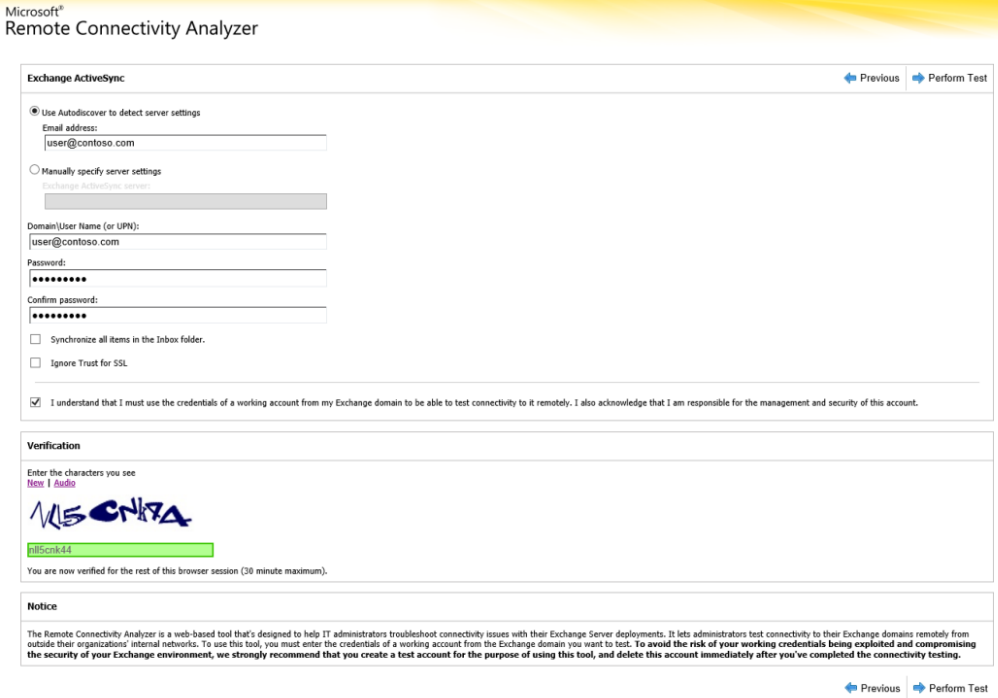 Microsoft®
Remote Connectivity Analyzer
Exchange ActiveSync
Previous
Perform Test
Use Autodiscover to detect server settings
Email address:
user@contoso.com
Manually specify server settings
Exchange ActiveSync server:
Domain\User Name (or UPN):
user@contoso.com
Password:
•••••••••
Confirm password:
•••••••••
Synchronize all items in the Inbox folder.
Ignore Trust for SSL
I understand that I must use the credentials of a working account from my Exchange domain to be able to test connectivity to it remotely. I also acknowledge that I am responsible for the management and security of this account.
Verification
Enter the characters you see
New | Audio
nll5cnk44
You are now verified for the rest of this browser session (30 minute maximum).
Notice
The Remote Connectivity Analyzer is a web-based tool that's designed to help IT administrators troubleshoot connectivity issues with their Exchange Server deployments. It lets administrators test connectivity to their Exchange domains remotely from
outside their organizations' internal networks. To use this tool, you must enter the credentials of a working account from the Exchange domain you want to test. To avoid the risk of your working credentials being exploited and compromising
the security of your Exchange environment, we strongly recommend that you create a test account for the purpose of using this tool, and delete this account immediately after you've completed the connectivity testing.
Previous
Perform Test